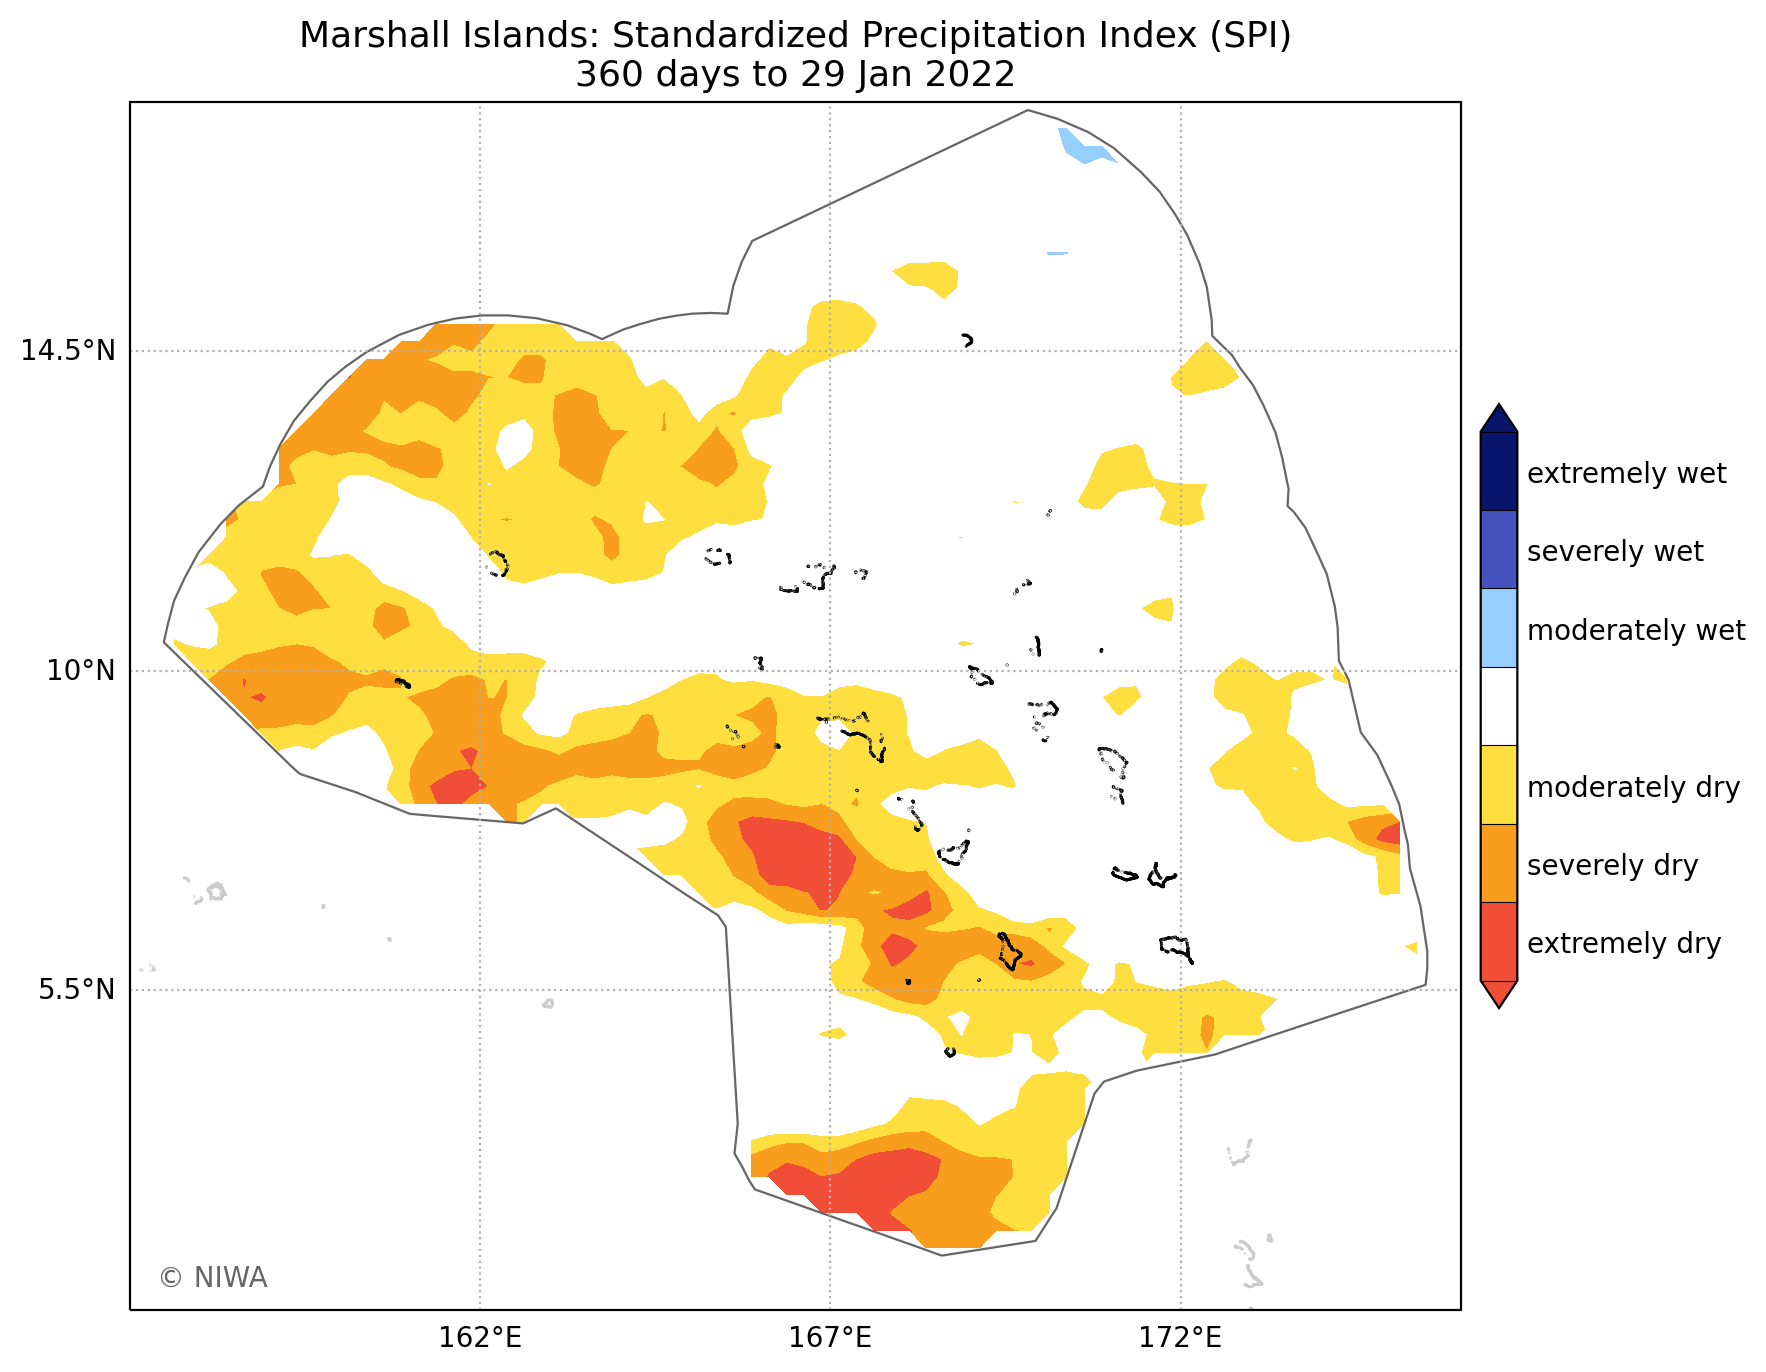 Marshall Islands: Standardized Precipitation Index (SPI)
360 days to 29 Jan 2022
14.5°N
10°N
5.5°N
162°E
167°E
172°E
extremely wet
severely wet
moderately wet
moderately dry
severely dry
extremely dry
© NIWA